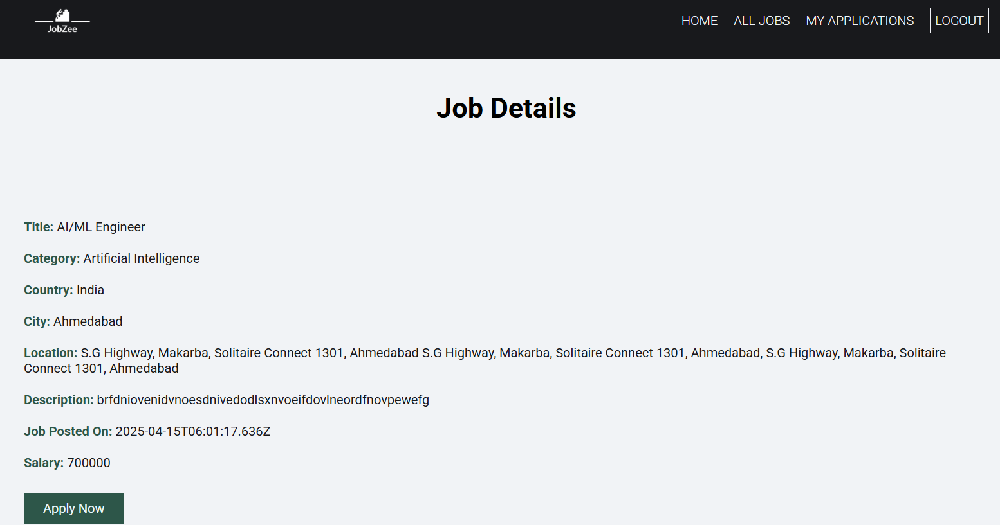 JobZee
HOME ALL JOBS MY APPLICATIONS LOGOUT
Job Details
Title: AI/ML Engineer
Category: Artificial Intelligence
Country: India
City: Ahmedabad
Location: S.G Highway, Makarba, Solitaire Connect 1301, Ahmedabad S.G Highway, Makarba, Solitaire Connect 1301, Ahmedabad, S.G Highway, Makarba, Solitaire
Connect 1301, Ahmedabad
Description: brfdniovenidvnoesdnivedodlsxnvoeifdovlneordfnovpewefg
Job Posted On: 2025-04-15T06:01:17.636Z
Salary: 700000
Apply Now